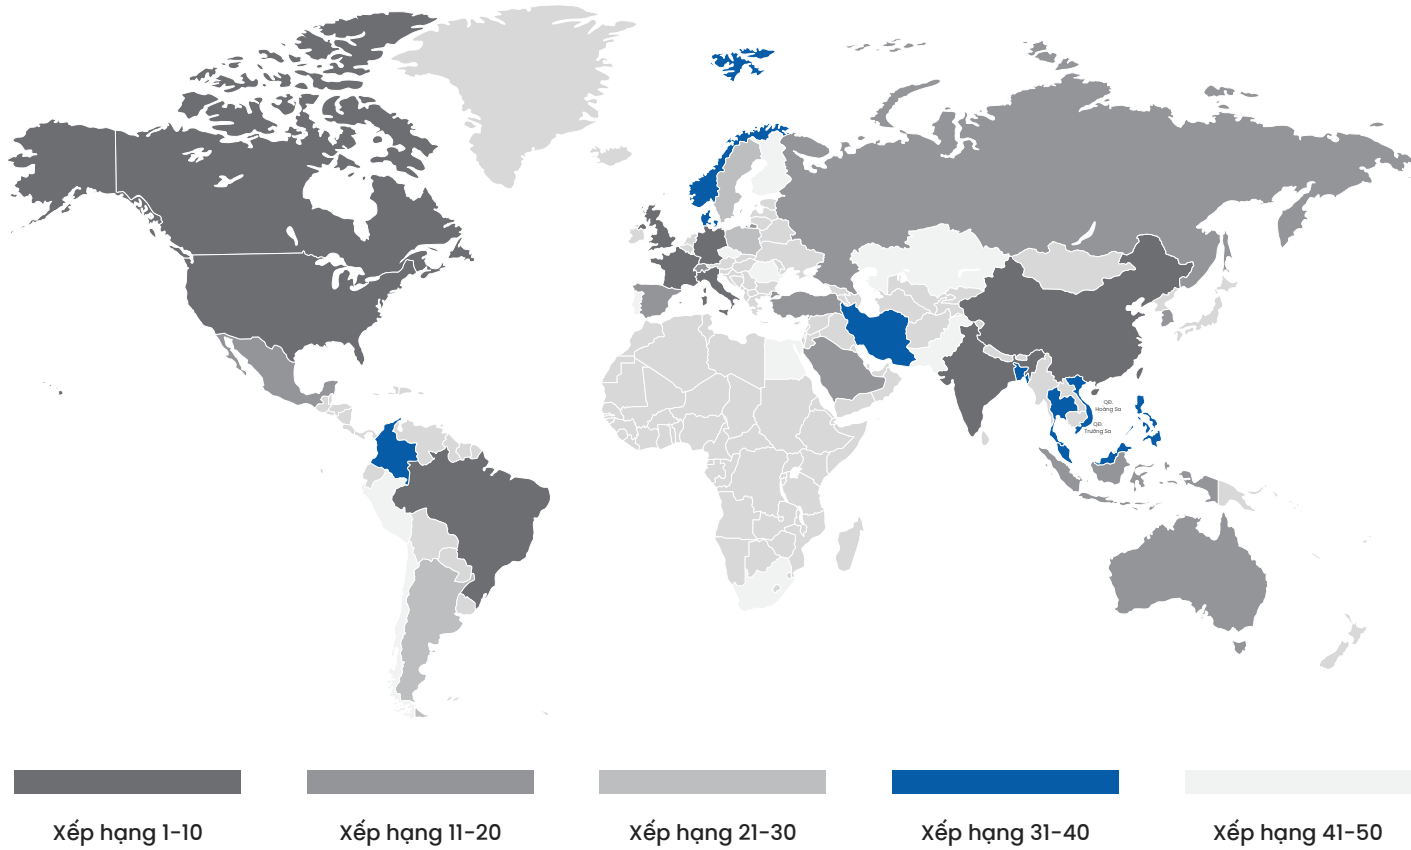 QĐ.
Hoàng Sa
QĐ.
Trường Sa
Xếp hạng 1-10
Xếp hạng 11-20
Xếp hạng 21-30
Xếp hạng 31-40
Xếp hạng 41-50